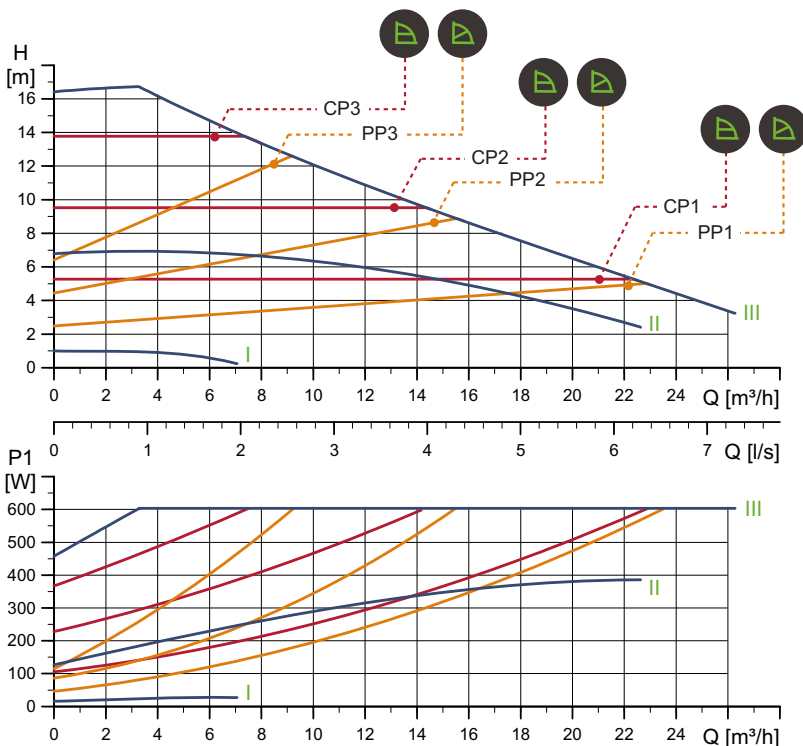 H
[m]
16
14
12
10
8
6
4
2
0
CP3
PP3
CP2
PP2
CP1
PP1
III
II
I
0 2 4 6 8 10 12 14 16 18 20 22 24 Q [m³/h]
0 1 2 3 4 5 6 7 Q [l/s]
P1
[W]
600
500
400
300
200
100
0
III
II
I
0 2 4 6 8 10 12 14 16 18 20 22 24 Q [m³/h]